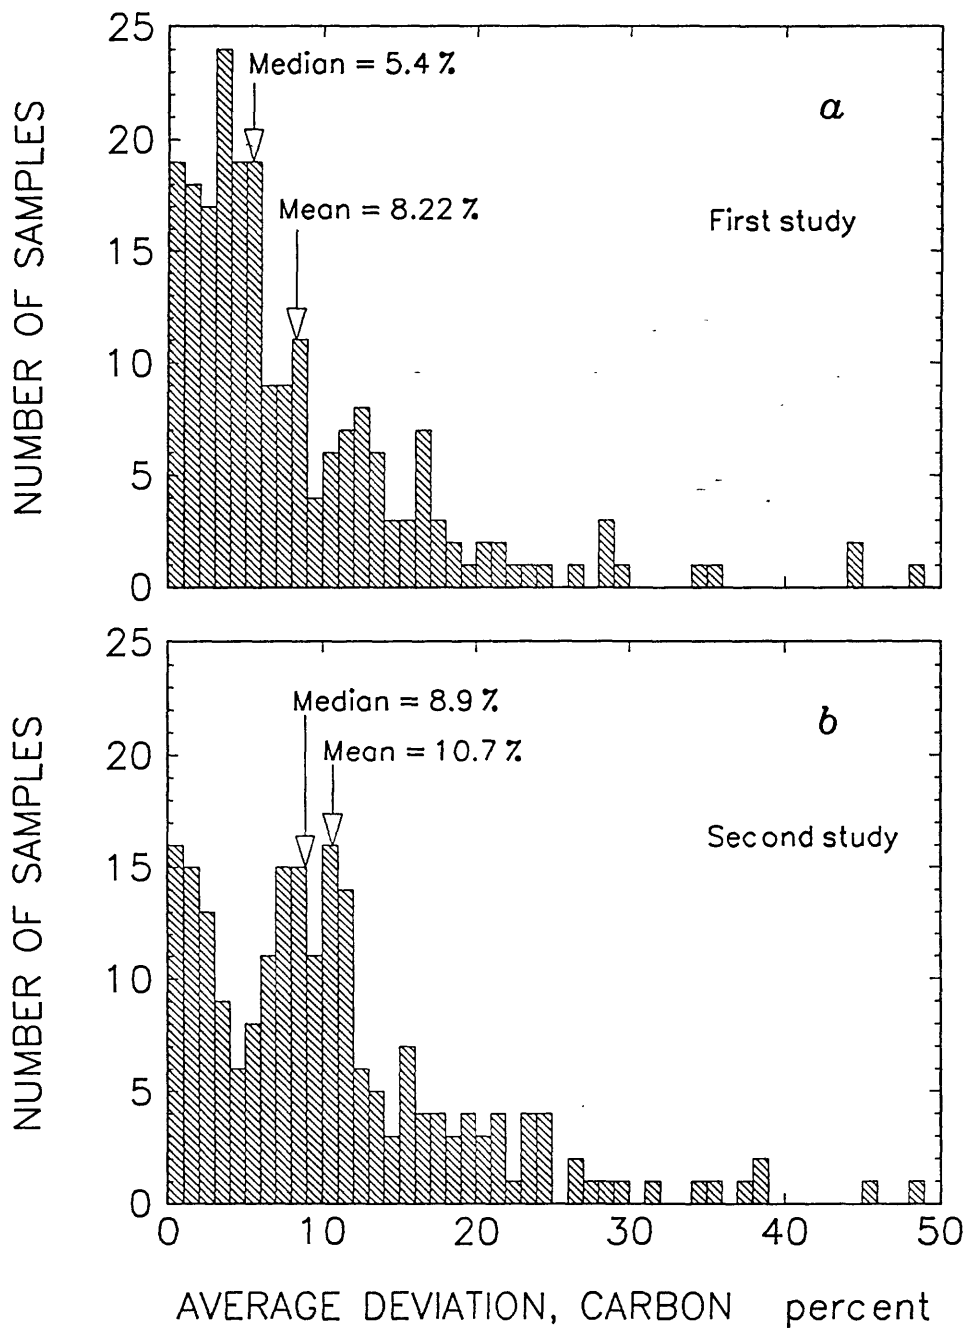 25
20
15
10
5
0
NUMBER OF SAMPLES
Median = 5.4 %
Mean = 8.22 %
a
First study
25
20
15
10
5
0
NUMBER OF SAMPLES
Median = 8.9 %
Mean = 10.7 %
b
Second study
0 10 20 30 40 50
AVERAGE DEVIATION, CARBON percent